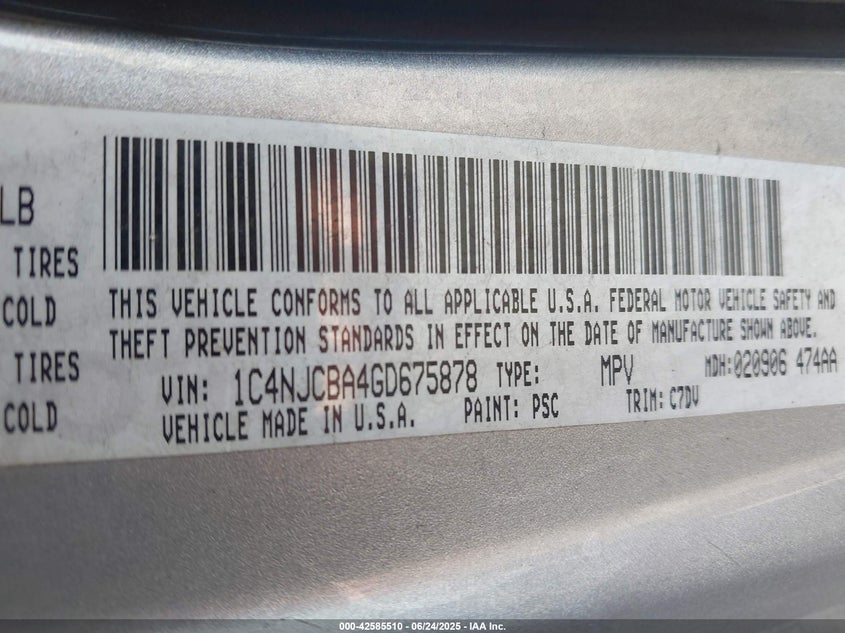 LB
TIRES
COLD
TIRES
COLD
THIS VEHICLE CONFORMS TO ALL APPLICABLE U.S.A. FEDERAL MOTOR VEHICLE SAFETY AND
THEFT PREVENTION STANDARDS IN EFFECT ON THE DATE OF MANUFACTURE SHOWN ABOVE.
VIN: 1C4NJCBA4GD675878 TYPE: MPV MDH:020906 474AA
VEHICLE MADE IN U.S.A. PAINT: PSC TRIM: C7DV
000-42585510 - 06/24/2025 - IAA Inc.